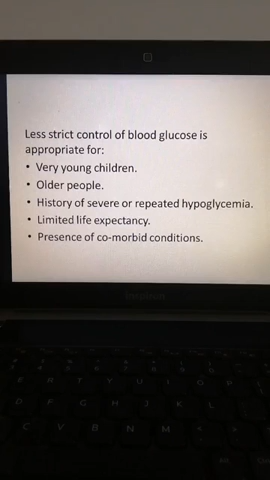 Less strict control of blood glucose is
appropriate for:
• Very young children.
• Older people.
• History of severe or repeated hypoglycemia.
• Limited life expectancy.
• Presence of co-morbid conditions.